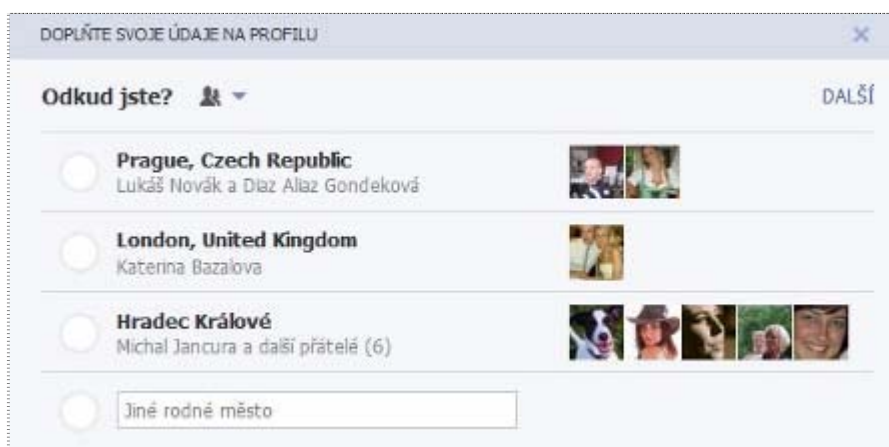 DOPLŇTE SVOJE ÚDAJE NA PROFILU
Odkud jste?
DALŠÍ
Prague, Czech Republic
Lukáš Novák a Diaz Aliaz Gondeková
London, United Kingdom
Katerina Bazalova
Hradec Králové
Michal Jancura a další přátelé (6)
Jiné rodné město